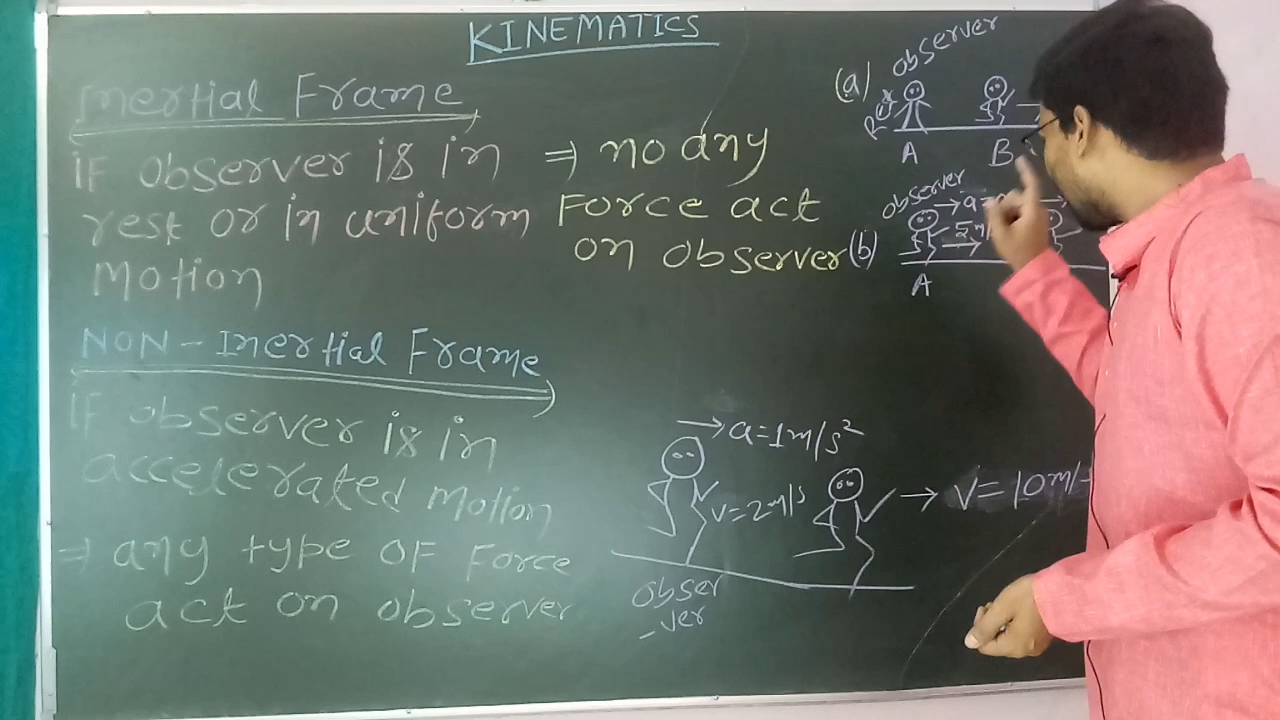 KINEMATICS
Inertial Frame
IF observer is in
rest or in uniform
Motion
⇒ no any
Force act
on observer
NON-Inertial Frame
IF observer is in
accelerated Motion
⇒ any type of Force
act on observer
(a) observer
Rest
A
B
(b) observer
A
→ a=1m/s²
v=2m/s
→ v=10m/s
obser
-ver